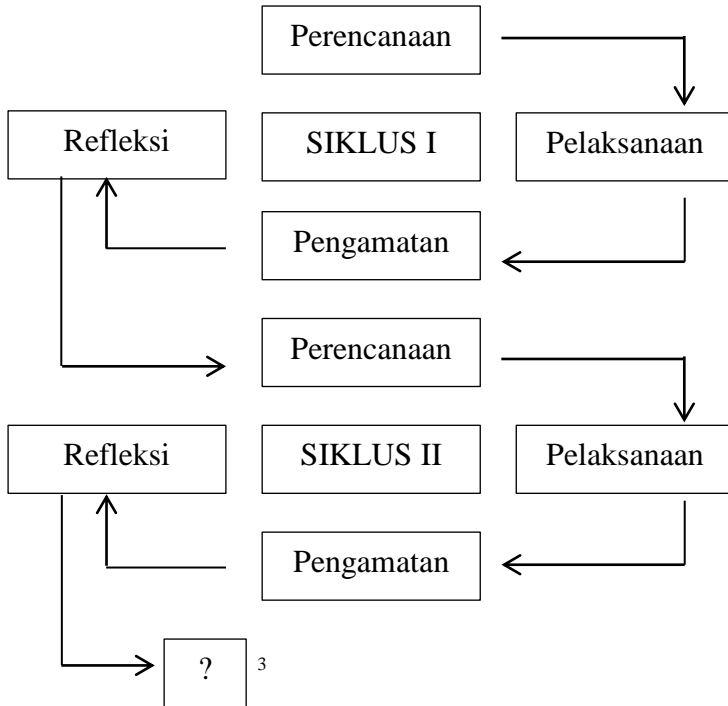 Perencanaan
Refleksi
SIKLUS I
Pelaksanaan
Pengamatan
Perencanaan
Refleksi
SIKLUS II
Pelaksanaan
Pengamatan
?
3